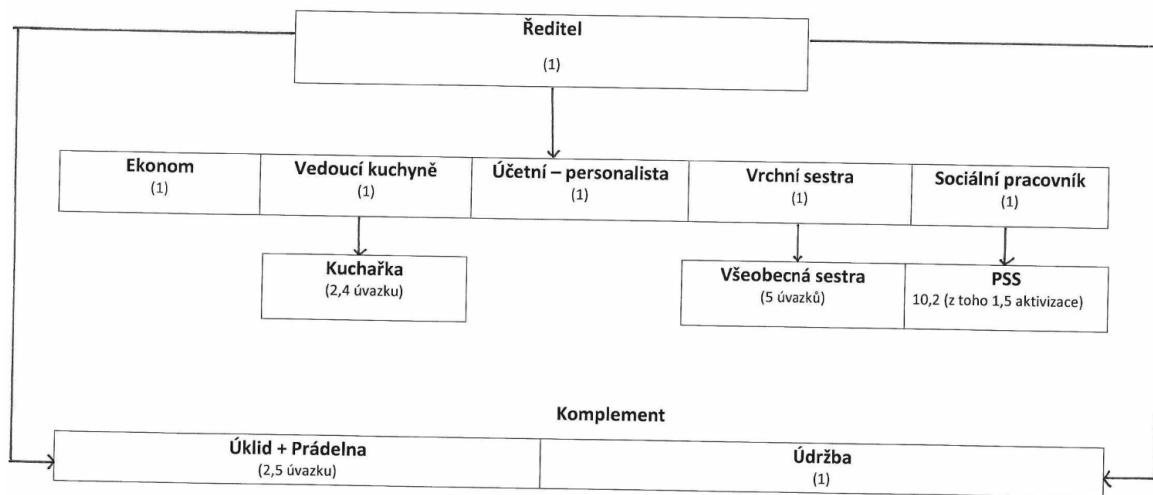 Ředitel
(1)
Ekonom
(1)
Vedoucí kuchyně
(1)
Účetní – personalista
(1)
Vrchní sestra
(1)
Sociální pracovník
(1)
Kuchařka
(2,4 úvazku)
Všeobecná sestra
(5 úvazků)
PSS
10,2 (z toho 1,5 aktivizace)
Komplement
Úklid + Prádelna
(2,5 úvazku)
Údržba
(1)